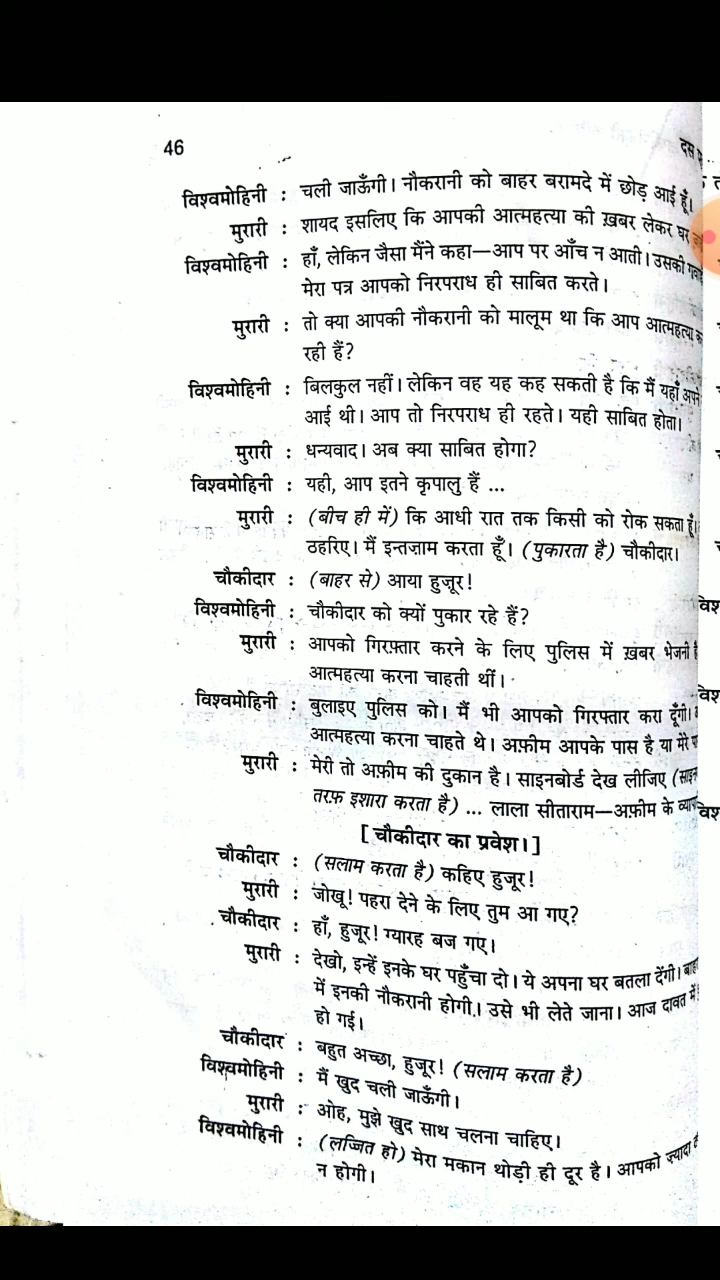 46
दस
विश्वमोहिनी : चली जाऊँगी। नौकरानी को बाहर बरामदे में छोड़ आई हूँ।
मुरारी : शायद इसलिए कि आपकी आत्महत्या की ख़बर लेकर घर
विश्वमोहिनी : हाँ, लेकिन जैसा मैंने कहा—आप पर आँच न आती। उसकी
मेरा पत्र आपको निरपराध ही साबित करते।
मुरारी : तो क्या आपकी नौकरानी को मालूम था कि आप आत्महत्या
रही हैं?
विश्वमोहिनी : बिलकुल नहीं। लेकिन वह यह कह सकती है कि मैं यहाँ अपने
आई थी। आप तो निरपराध ही रहते। यही साबित होता।
मुरारी : धन्यवाद। अब क्या साबित होगा?
विश्वमोहिनी : यही, आप इतने कृपालु हैं ...
मुरारी : (बीच ही में) कि आधी रात तक किसी को रोक सकता हूँ।
ठहरिए। मैं इन्तज़ाम करता हूँ। (पुकारता है) चौकीदार।
चौकीदार : (बाहर से) आया हुज़ूर!
विश्वमोहिनी : चौकीदार को क्यों पुकार रहे हैं?
मुरारी : आपको गिरफ़्तार करने के लिए पुलिस में ख़बर भेजनी है
आत्महत्या करना चाहती थीं।
विश्वमोहिनी : बुलाइए पुलिस को। मैं भी आपको गिरफ्तार करा दूँगी।
आत्महत्या करना चाहते थे। अफ़ीम आपके पास है या मेरे
मुरारी : मेरी तो अफ़ीम की दुकान है। साइनबोर्ड देख लीजिए
तरफ़ इशारा करता है) ... लाला सीताराम—अफ़ीम के
[चौकीदार का प्रवेश।]
चौकीदार : (सलाम करता है) कहिए हुज़ूर!
मुरारी : जोखू! पहरा देने के लिए तुम आ गए?
चौकीदार : हाँ, हुज़ूर! ग्यारह बज गए।
मुरारी : देखो, इन्हें इनके घर पहुँचा दो। ये अपना घर बतला देंगी।
में इनकी नौकरानी होगी। उसे भी लेते जाना। आज दावत में
हो गई।
चौकीदार : बहुत अच्छा, हुज़ूर! (सलाम करता है)
विश्वमोहिनी : मैं खुद चली जाऊँगी।
मुरारी : ओह, मुझे खुद साथ चलना चाहिए।
विश्वमोहिनी : (लज्जित हो) मेरा मकान थोड़ी ही दूर है। आपको ज्यादा
न होगी।